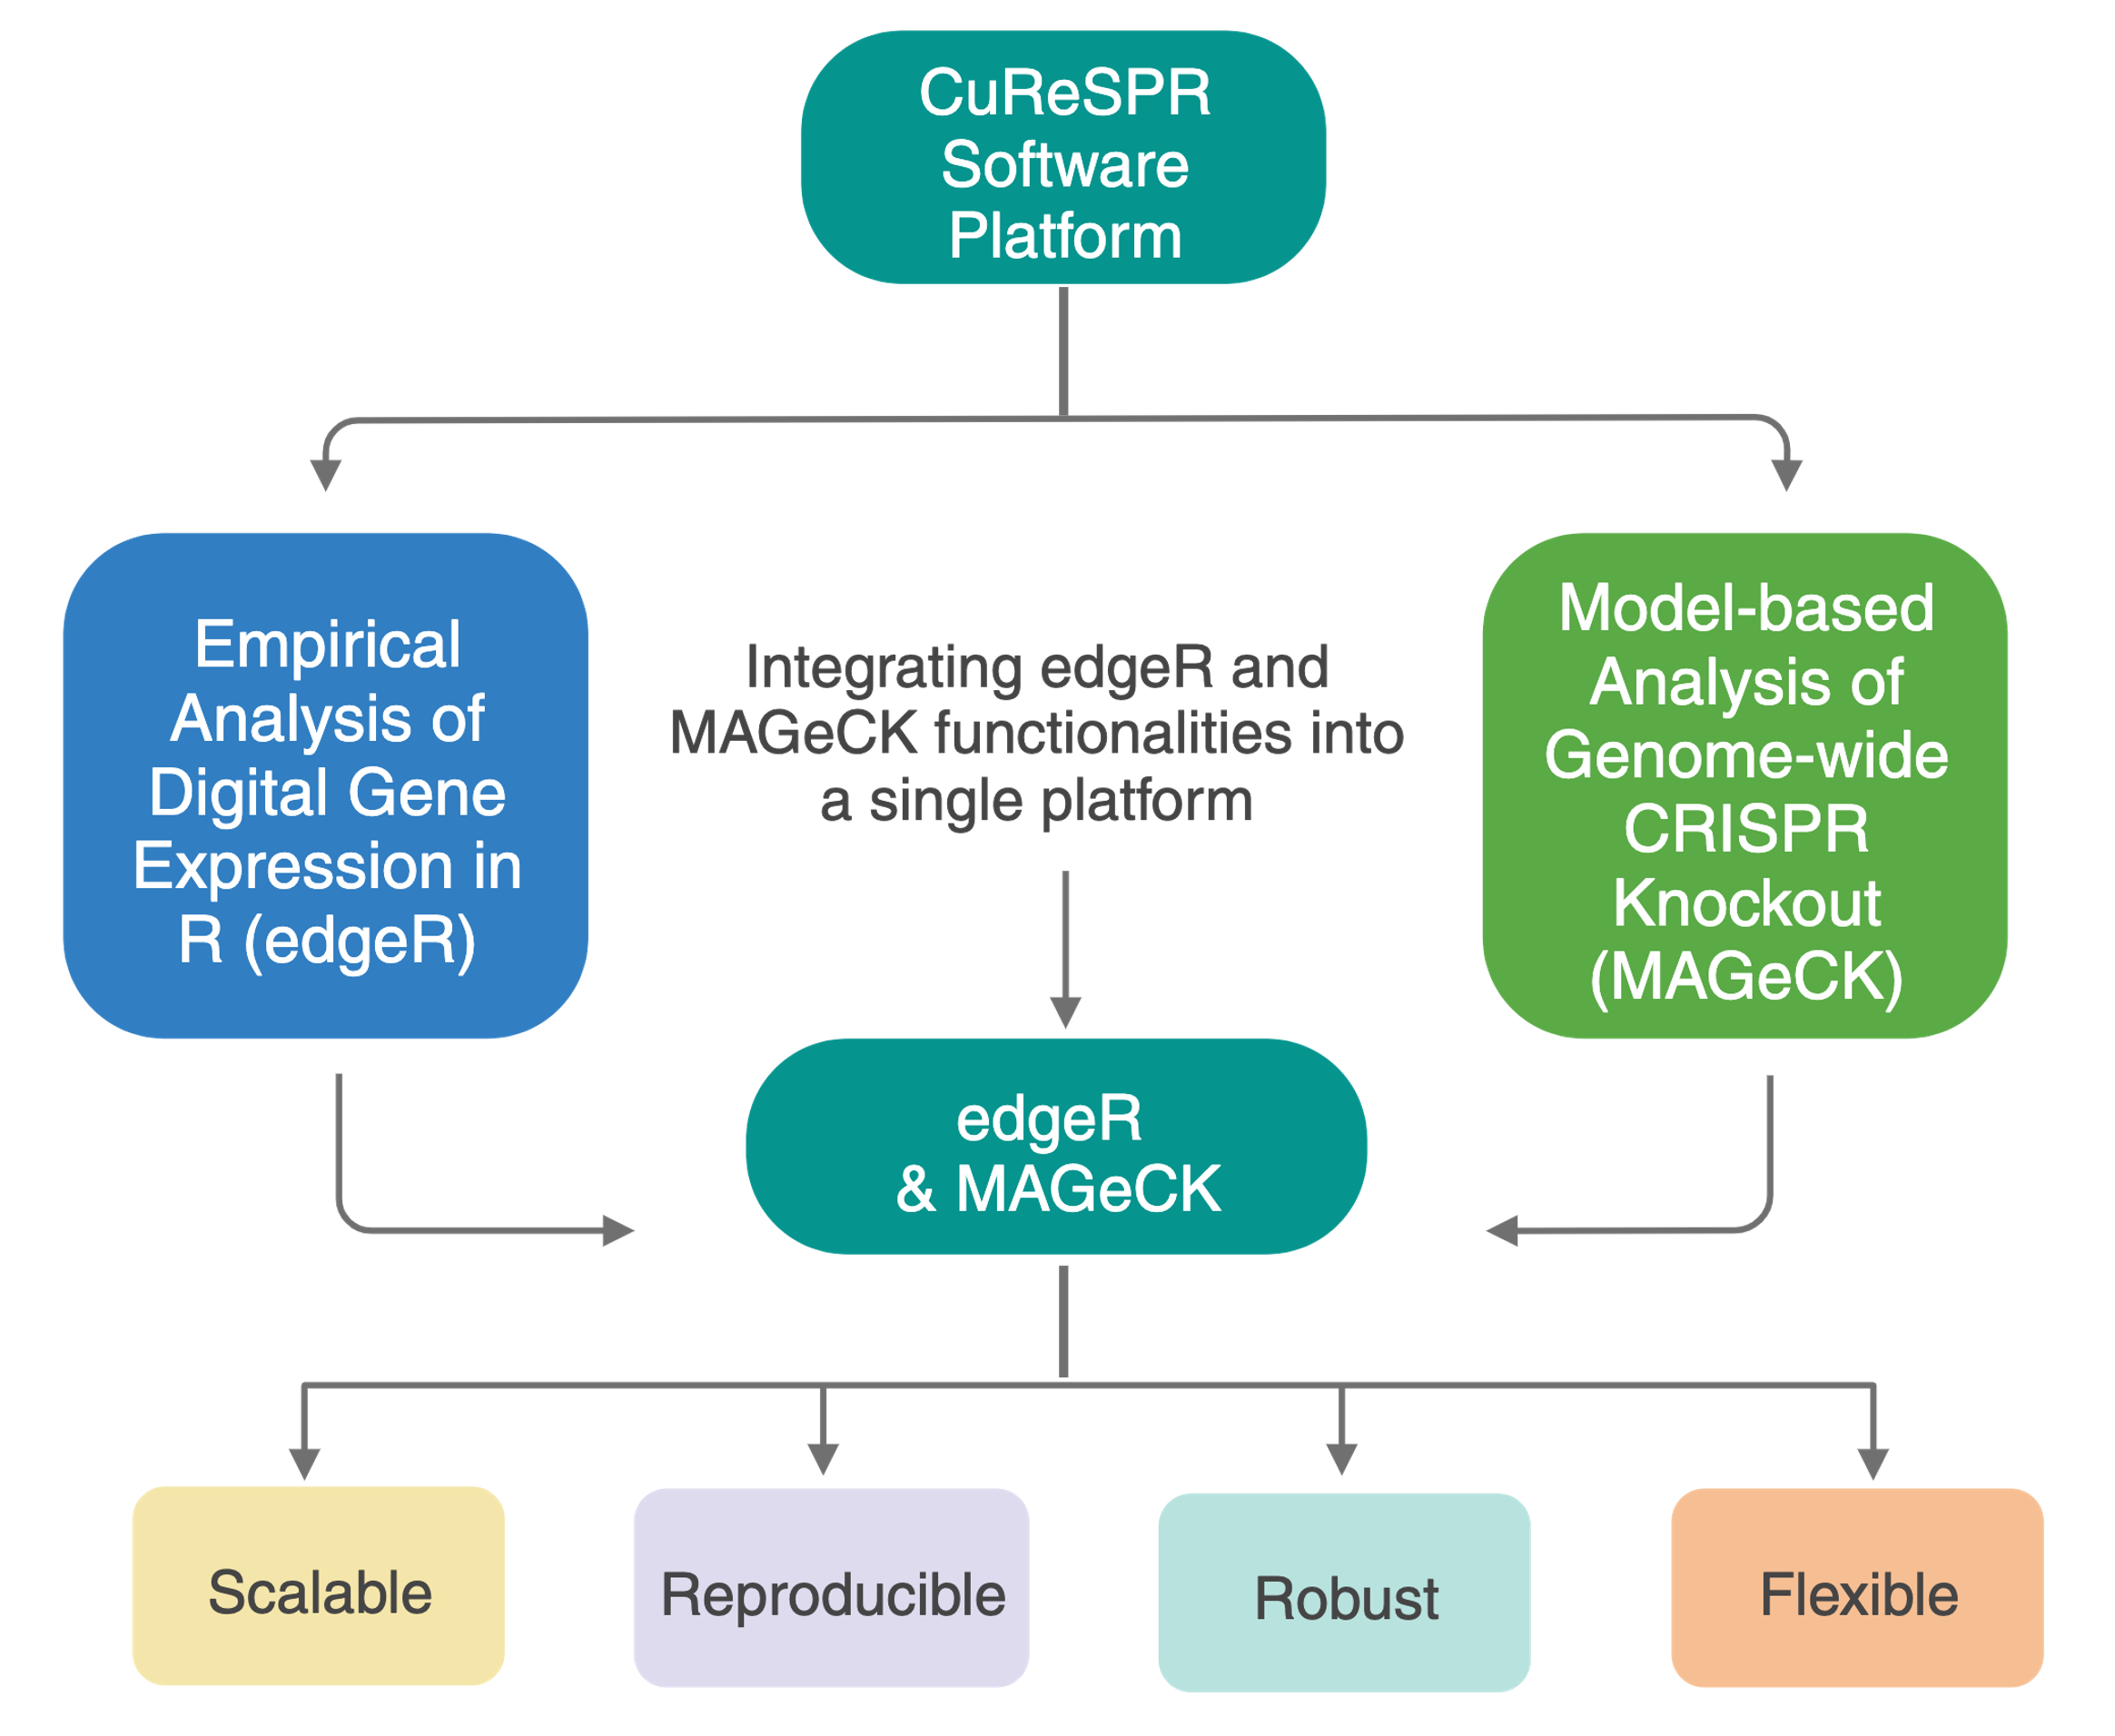 CuReSPR
Software
Platform
Empirical
Analysis of
Digital Gene
Expression in
R (edgeR)
Integrating edgeR and
MAGeCK functionalities into
a single platform
Model-based
Analysis of
Genome-wide
CRISPR
Knockout
(MAGeCK)
edgeR
& MAGeCK
Scalable
Reproducible
Robust
Flexible